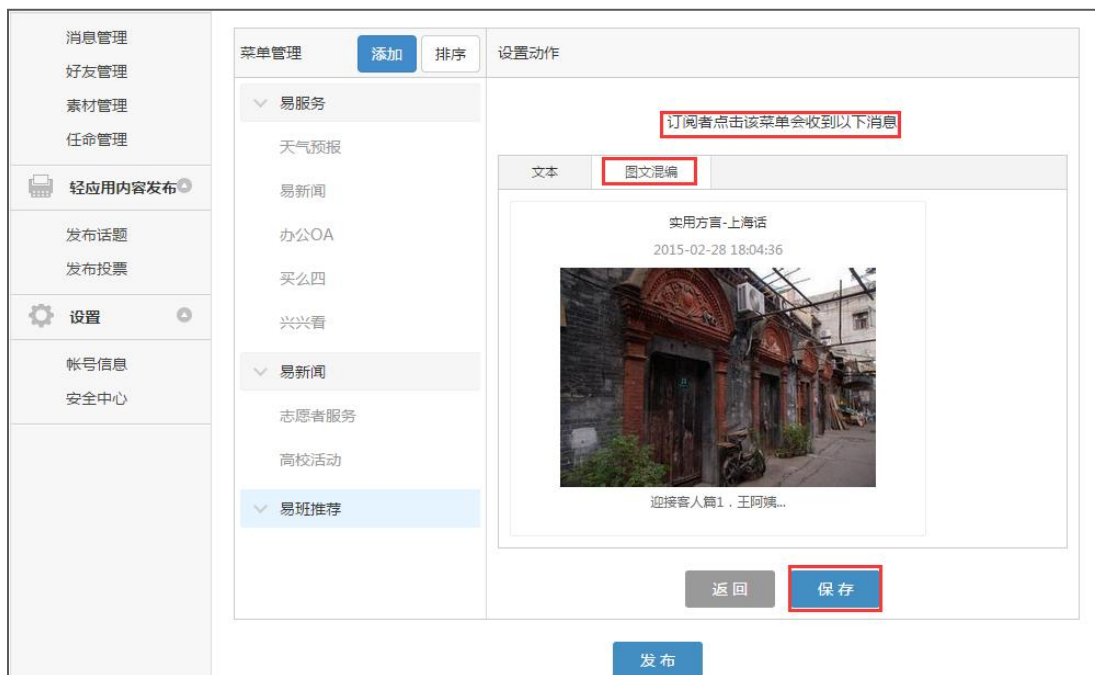 消息管理
好友管理
素材管理
任命管理
轻应用内容发布
发布话题
发布投票
设置
帐号信息
安全中心
菜单管理
添加
排序
易服务
天气预报
易新闻
办公OA
买么四
兴兴看
易新闻
志愿者服务
高校活动
易班推荐
设置动作
订阅者点击该菜单会收到以下消息
文本
图文混编
实用方言-上海话
2015-02-28 18:04:36
迎接客人篇1．王阿姨...
返回
保存
发布